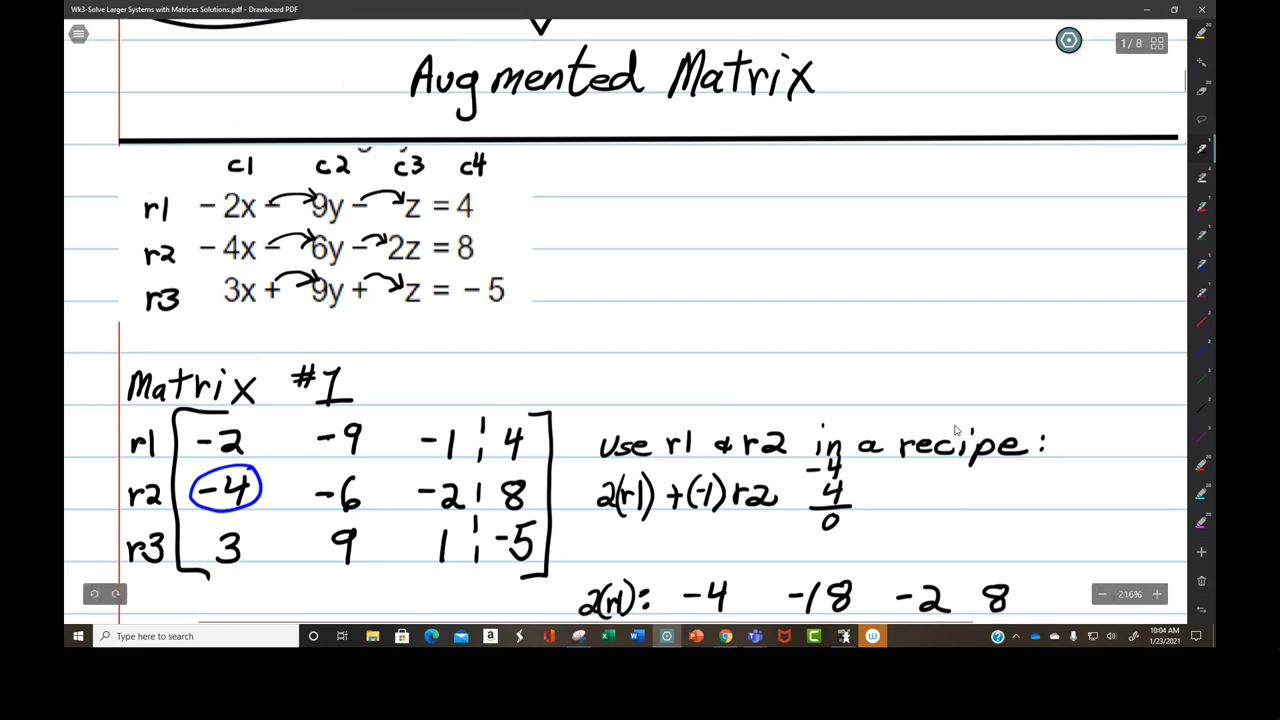 Wk3-Solve Larger Systems with Matrices Solutions.pdf - Drawboard PDF
1/8
Augmented Matrix
c1 c2 c3 c4
r1 - 2x - 9y - z = 4
r2 - 4x - 6y - 2z = 8
r3 3x + 9y + z = - 5
Matrix #1
r1 -2 -9 -1 ¦ 4 use r1 & r2 in a recipe:
-4
r2 -4 -6 -2 ¦ 8 2(r1) + (-1) r2 4
0
r3 3 9 1 ¦ -5
2(r1): -4 -18 -2 8
216%
Type here to search
10:04 AM
1/23/2021